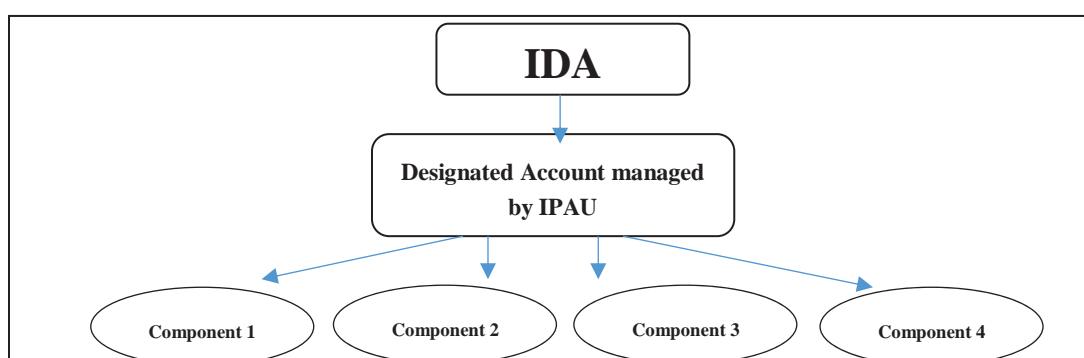 IDA
Designated Account managed
by IPAU
Component 1
Component 2
Component 3
Component 4